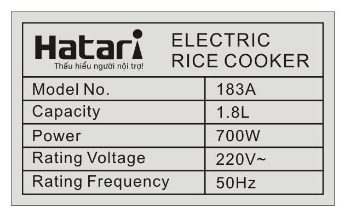 Hatari
Thấu hiểu người nội trợ!
ELECTRIC
RICE COOKER
Model No. 183A
Capacity 1.8L
Power 700W
Rating Voltage 220V~
Rating Frequency 50Hz